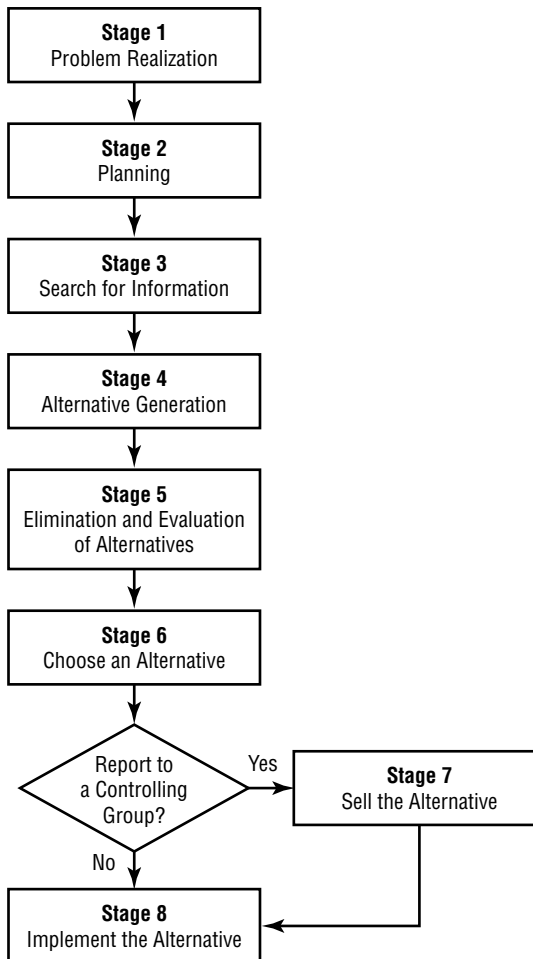 Stage 1
Problem Realization
Stage 2
Planning
Stage 3
Search for Information
Stage 4
Alternative Generation
Stage 5
Elimination and Evaluation
of Alternatives
Stage 6
Choose an Alternative
Report to
a Controlling
Group?
Yes
Stage 7
Sell the Alternative
No
Stage 8
Implement the Alternative